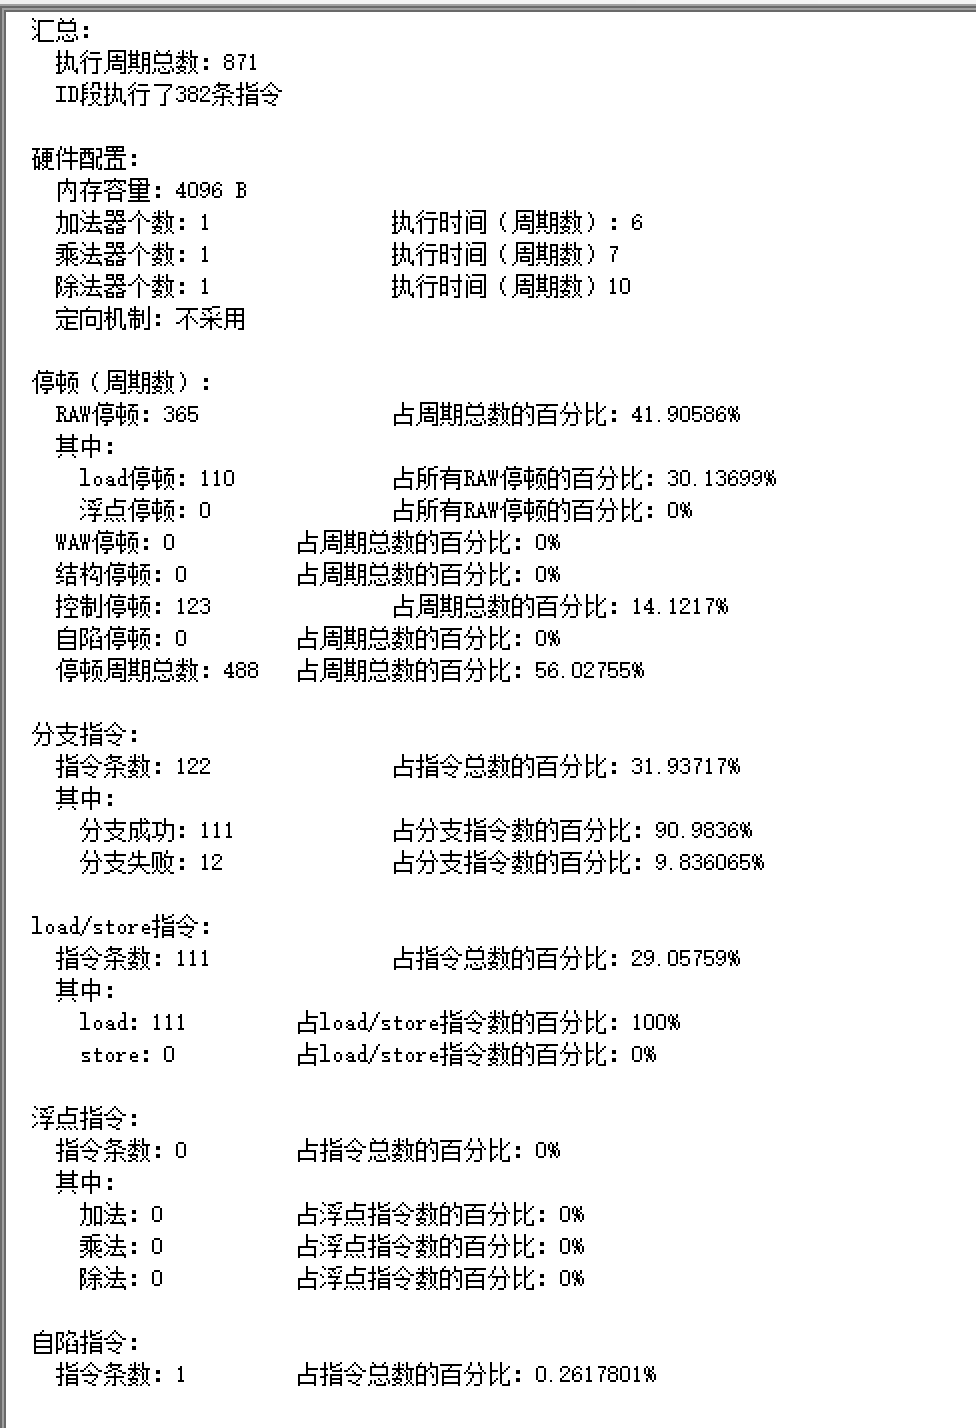 汇总：
执行周期总数：871
ID段执行了382条指令
硬件配置：
内存容量：4096 B
加法器个数：1 执行时间（周期数）：6
乘法器个数：1 执行时间（周期数）7
除法器个数：1 执行时间（周期数）10
定向机制：不采用
停顿（周期数）：
RAW停顿：365 占周期总数的百分比：41.90586%
其中：
load停顿：110 占所有RAW停顿的百分比：30.13699%
浮点停顿：0 占所有RAW停顿的百分比：0%
WAW停顿：0 占周期总数的百分比：0%
结构停顿：0 占周期总数的百分比：0%
控制停顿：123 占周期总数的百分比：14.1217%
自陷停顿：0 占周期总数的百分比：0%
停顿周期总数：488 占周期总数的百分比：56.02755%
分支指令：
指令条数：122 占指令总数的百分比：31.93717%
其中：
分支成功：111 占分支指令数的百分比：90.9836%
分支失败：12 占分支指令数的百分比：9.836065%
load/store指令：
指令条数：111 占指令总数的百分比：29.05759%
其中：
load：111 占load/store指令数的百分比：100%
store：0 占load/store指令数的百分比：0%
浮点指令：
指令条数：0 占指令总数的百分比：0%
其中：
加法：0 占浮点指令数的百分比：0%
乘法：0 占浮点指令数的百分比：0%
除法：0 占浮点指令数的百分比：0%
自陷指令：
指令条数：1 占指令总数的百分比：0.2617801%